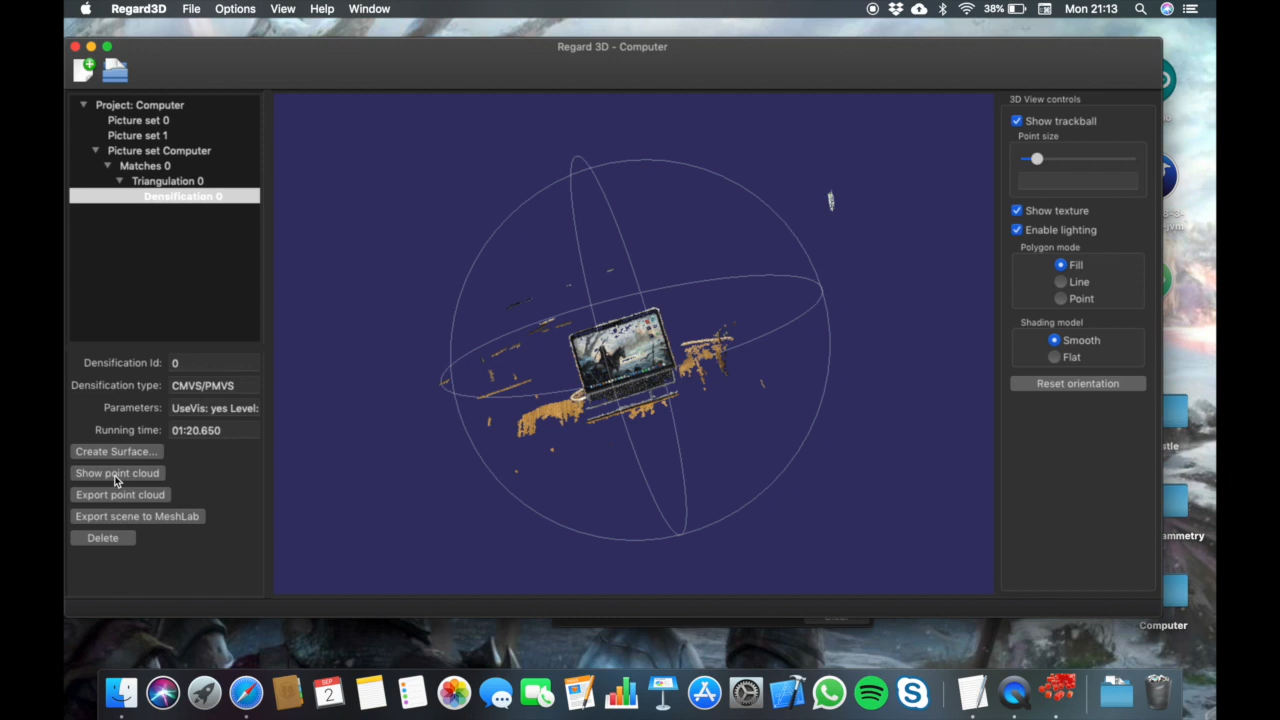 Regard3D File Options View Help Window 38% Mon 21:13
Regard 3D - Computer
Project: Computer
Picture set 0
Picture set 1
Picture set Computer
Matches 0
Triangulation 0
Densification 0
Densification Id: 0
Densification type: CMVS/PMVS
Parameters: UseVis: yes Level:
Running time: 01:20.650
Create Surface...
Show point cloud
Export point cloud
Export scene to MeshLab
Delete
3D View controls
Show trackball
Point size
Show texture
Enable lighting
Polygon mode
Fill
Line
Point
Shading model
Smooth
Flat
Reset orientation
Computer
SEP
2